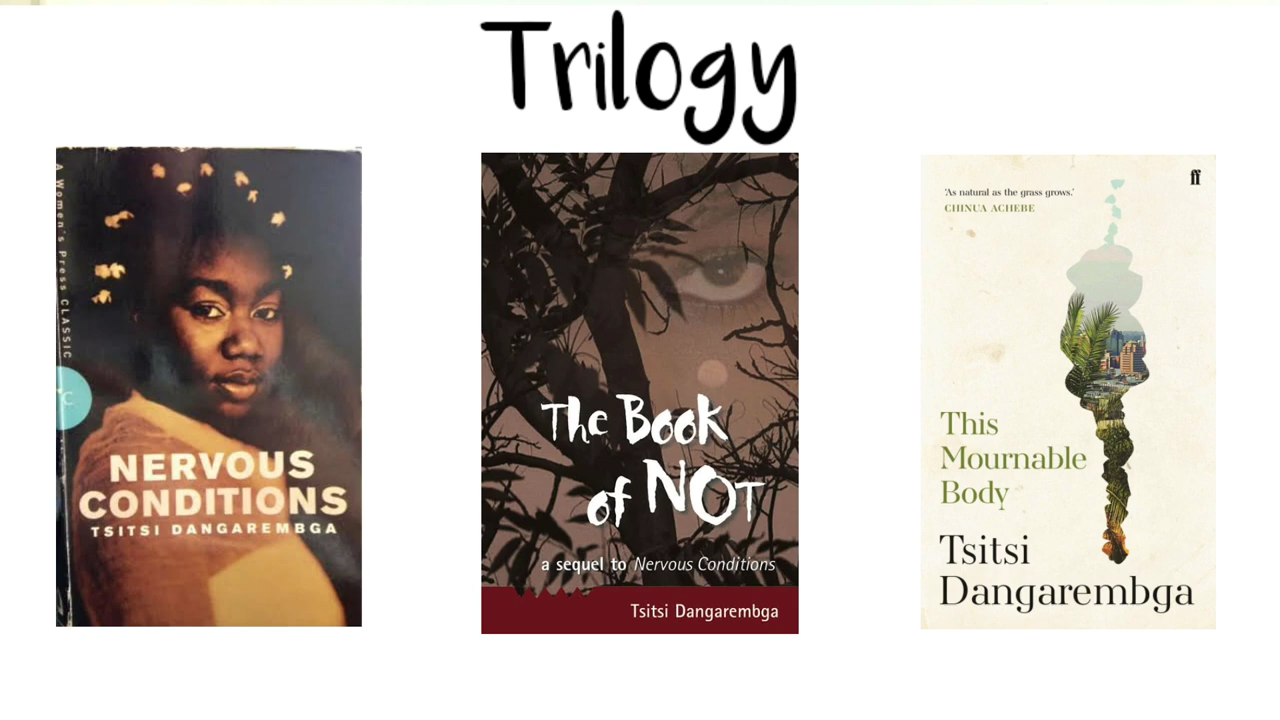 Trilogy
A Women's Press CLASSIC
NERVOUS
CONDITIONS
TSITSI DANGAREMBGA
The Book
of NOT
a sequel to Nervous Conditions
Tsitsi Dangarembga
ff
'As natural as the grass grows.'
CHINUA ACHEBE
This
Mournable
Body
Tsitsi
Dangarembga